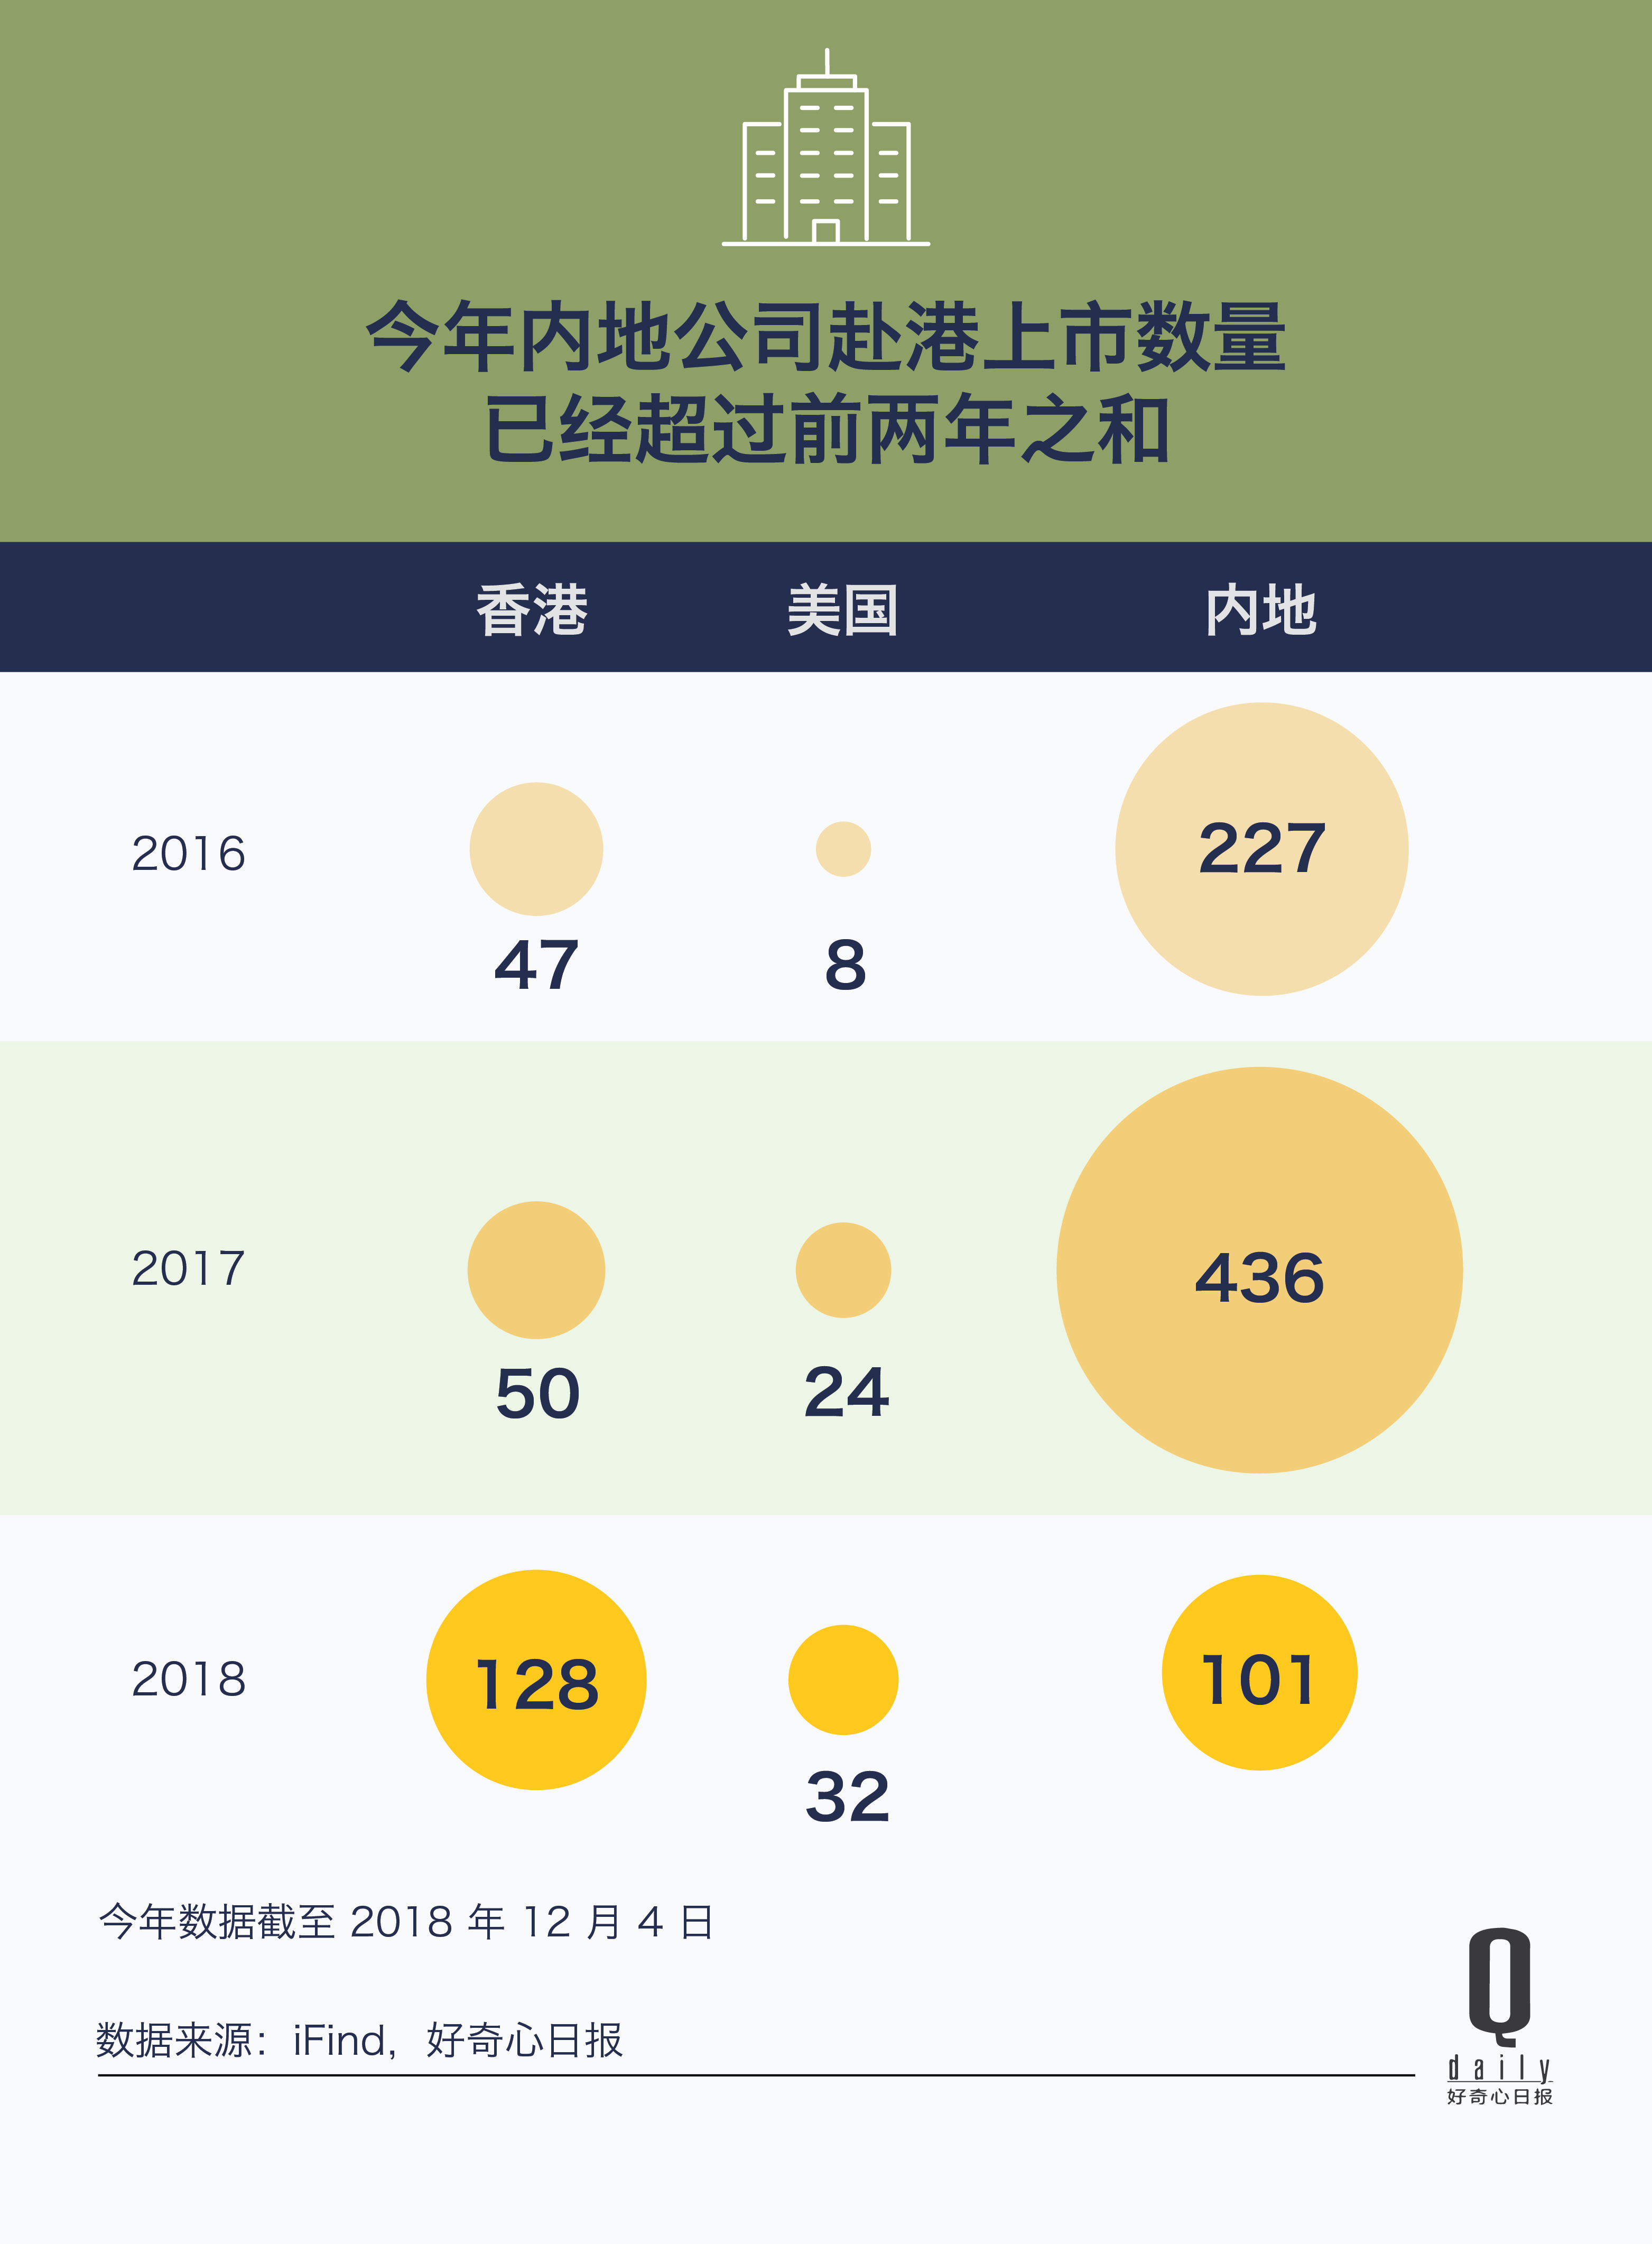 今年内地公司赴港上市数量
已经超过前两年之和
香港 美国 内地
2016 47 8 227
2017 50 24 436
2018 128 32 101
今年数据截至 2018 年 12 月 4 日
数据来源：iFind，好奇心日报
Q
daily
好奇心日报